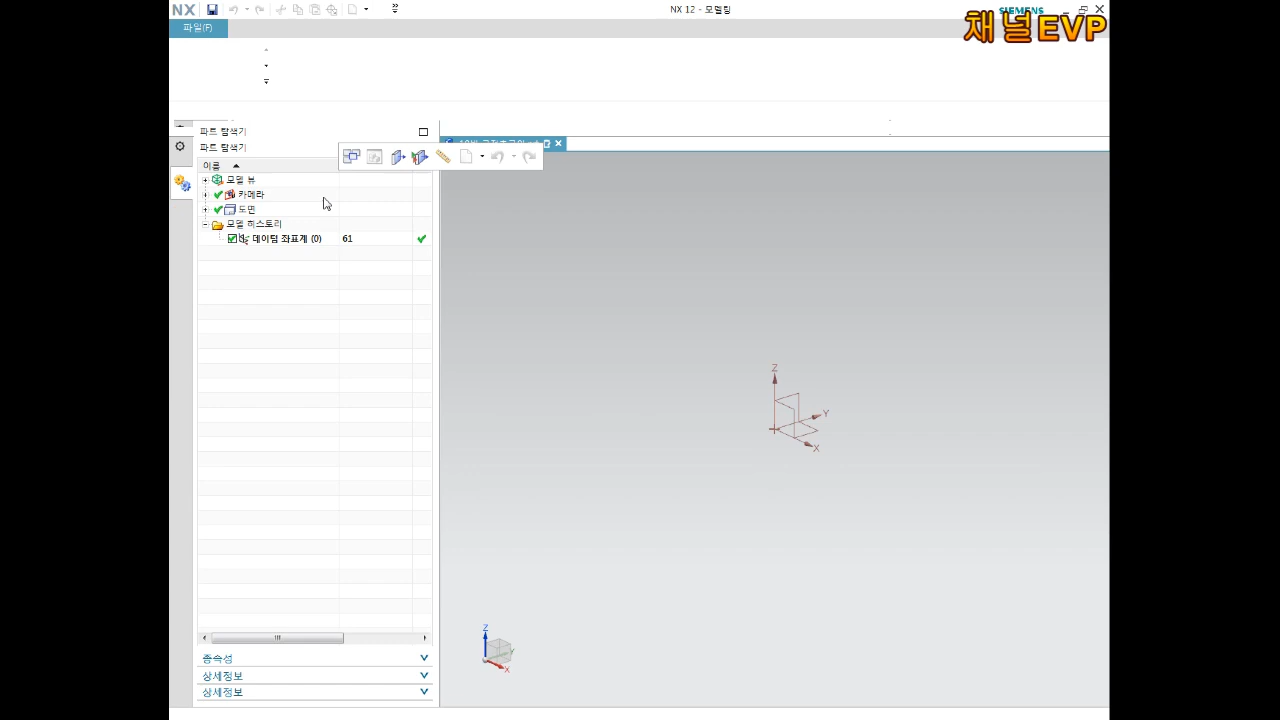 NX
NX 12 - 모델링
SIEMENS
채널EVP
파일(F)
파트 탐색기
파트 탐색기
이름
모델 뷰
카메라
도면
모델 히스토리
데이텀 좌표계 (0) 61
Z
Y
X
Z
Y
X
종속성
상세정보
상세정보